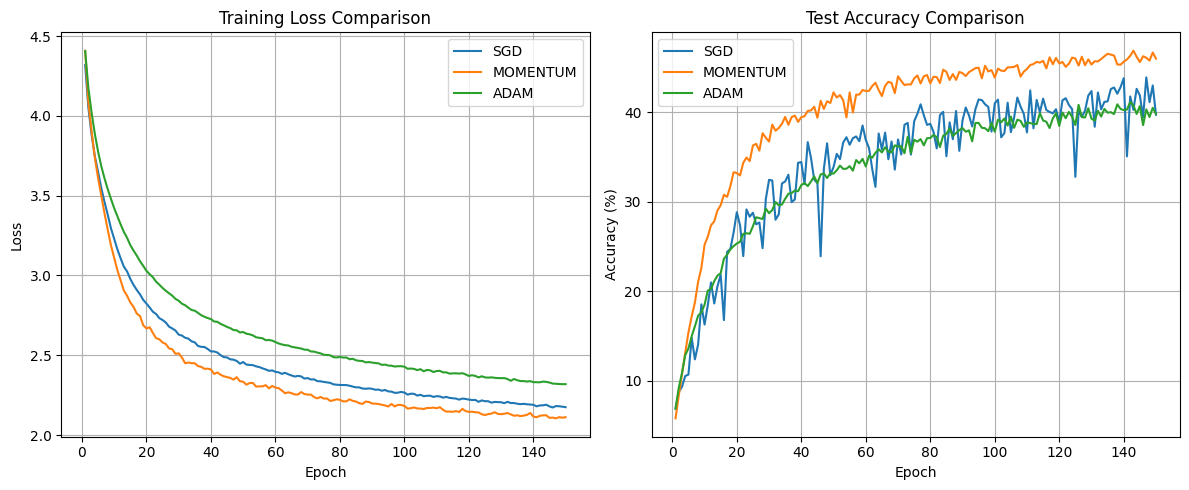 Training Loss Comparison
4.5
4.0
3.5
3.0
2.5
2.0
Loss
0 20 40 60 80 100 120 140
Epoch
SGD
MOMENTUM
ADAM
Test Accuracy Comparison
40
30
20
10
Accuracy (%)
0 20 40 60 80 100 120 140
Epoch
SGD
MOMENTUM
ADAM